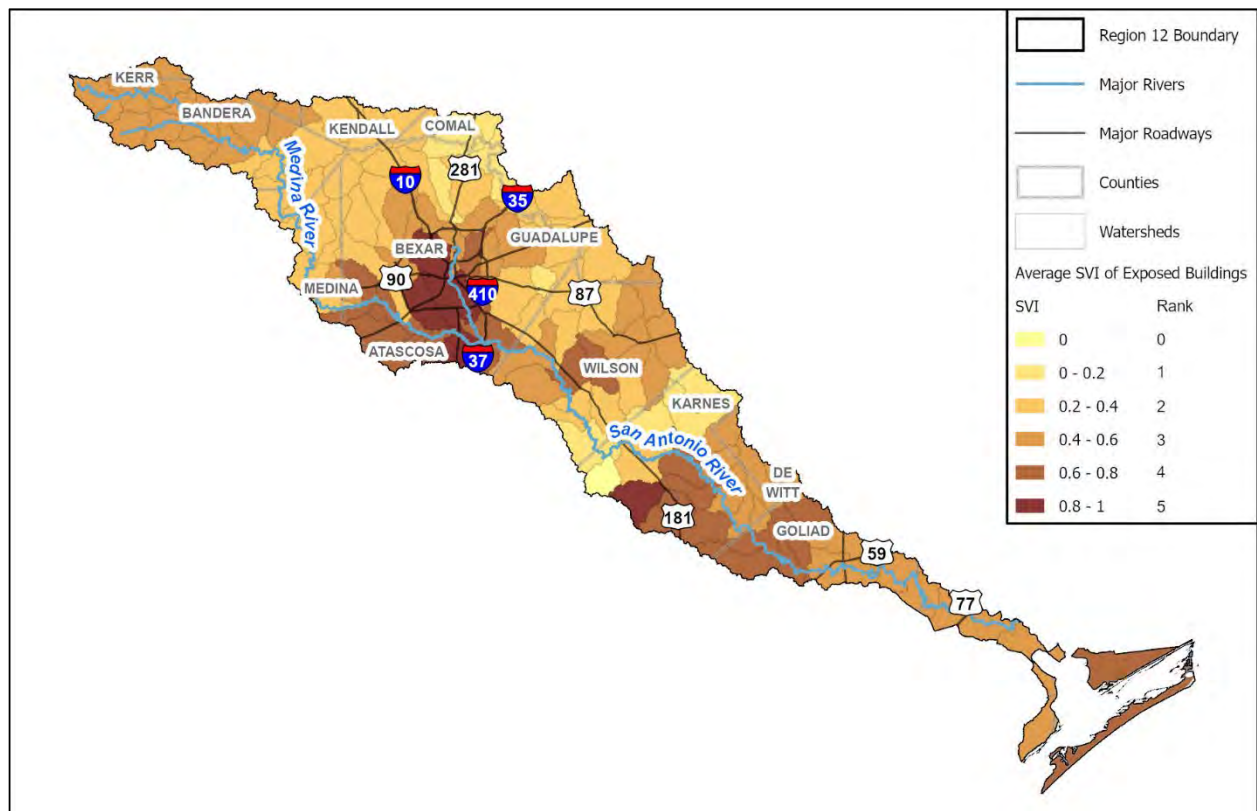 KERR
BANDERA
KENDALL
COMAL
Medina River
10
281
35
BEXAR
GUADALUPE
90
MEDINA
410
87
ATASCOSA
37
WILSON
KARNES
San Antonio River
DE
WITT
181
GOLIAD
59
77
Region 12 Boundary
Major Rivers
Major Roadways
Counties
Watersheds
Average SVI of Exposed Buildings
SVI Rank
0 0
0 - 0.2 1
0.2 - 0.4 2
0.4 - 0.6 3
0.6 - 0.8 4
0.8 - 1 5